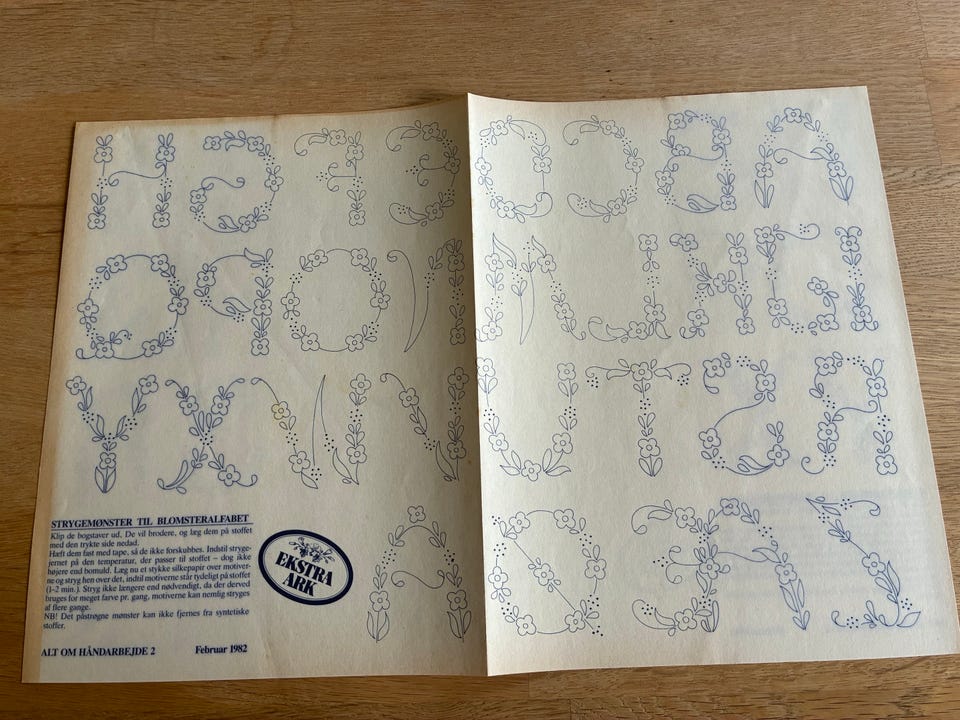 H G F E D C B A
Q P O N M L K J I
Y X W V U T S R
Å Ø Æ Z
STRYGEMØNSTER TIL BLOMSTERALFABET
Klip de bogstaver ud. De vil brodere, og læg dem på stoffet
med den trykte side nedad.
Hæft dem fast med tape, så de ikke forskubbes. Indstil stryge-
jernet på den temperatur, der passer til stoffet – dog ikke
højere end bomuld. Læg nu et stykke silkepapir over motiver-
ne og stryg hen over det, indtil motiverne står tydeligt på stoffet
(1-2 min.). Stryg ikke længere end nødvendigt, da der derved
bruges for meget farve pr. gang, motiverne kan nemlig stryges
af flere gange.
NB! Det påstrøgne mønster kan ikke fjernes fra syntetiske
stoffer.
EKSTRA
ARK
ALT OM HÅNDARBEJDE 2 Februar 1982